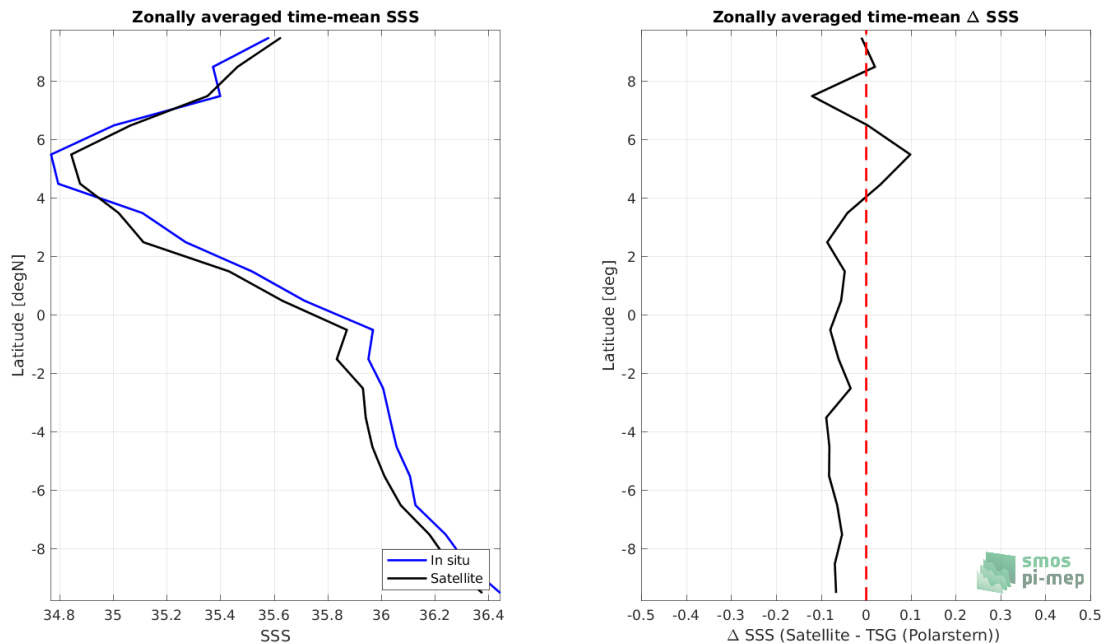 Zonally averaged time-mean SSS
Latitude [degN]
8
6
4
2
0
-2
-4
-6
-8
34.8 35 35.2 35.4 35.6 35.8 36 36.2 36.4
SSS
In situ
Satellite
Zonally averaged time-mean Δ SSS
Latitude [deg]
8
6
4
2
0
-2
-4
-6
-8
-0.5 -0.4 -0.3 -0.2 -0.1 0 0.1 0.2 0.3 0.4 0.5
Δ SSS (Satellite - TSG (Polarstern))
smos
pi-mep